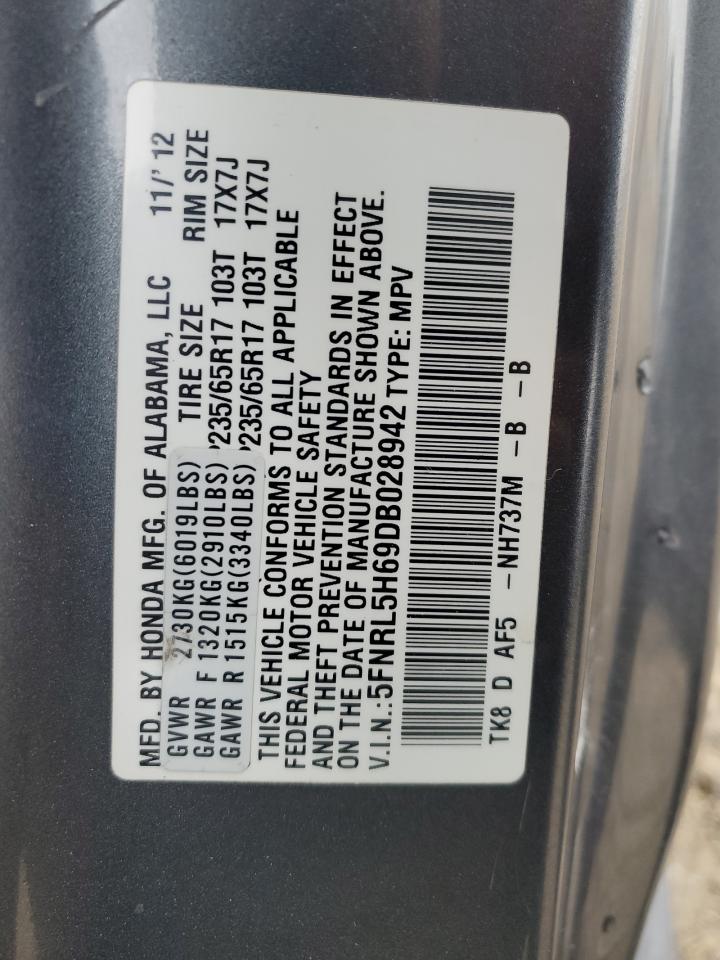 MFD. BY HONDA MFG. OF ALABAMA, LLC 11/' 12
GVWR 2730KG(6019LBS) TIRE SIZE RIM SIZE
GAWR F 1320KG(2910LBS) P235/65R17 103T 17X7J
GAWR R 1515KG(3340LBS) P235/65R17 103T 17X7J
THIS VEHICLE CONFORMS TO ALL APPLICABLE
FEDERAL MOTOR VEHICLE SAFETY
AND THEFT PREVENTION STANDARDS IN EFFECT
ON THE DATE OF MANUFACTURE SHOWN ABOVE.
V.I.N.:5FNRL5H69DB028942 TYPE: MPV
TK8 D AF5 -NH737M -B -B